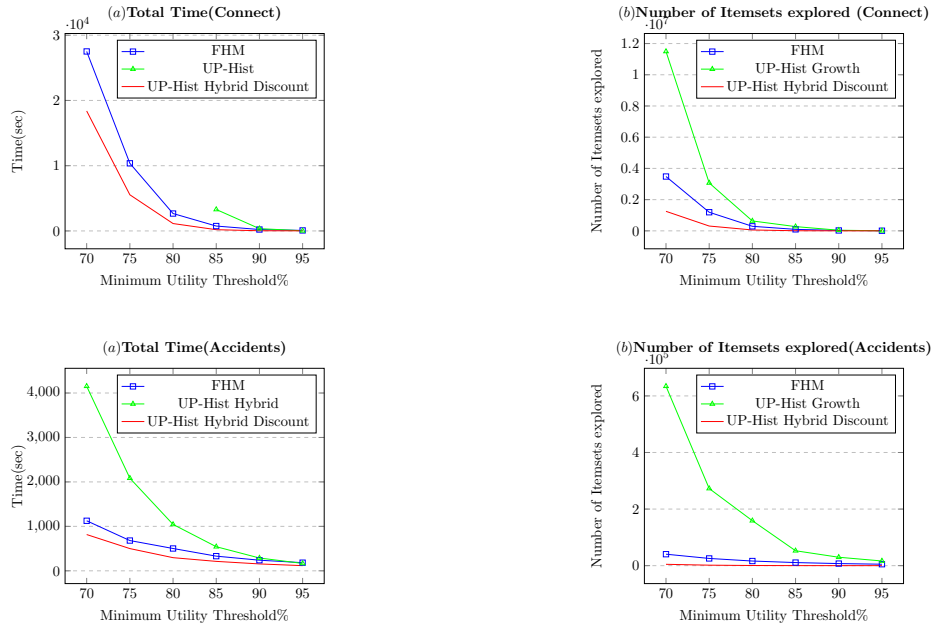 (a)Total Time(Connect)
·10^4
3
2
1
0
70 75 80 85 90 95
Minimum Utility Threshold%
Time(sec)
FHM
UP-Hist
UP-Hist Hybrid Discount
(b)Number of Itemsets explored (Connect)
·10^7
1.2
1
0.8
0.6
0.4
0.2
0
70 75 80 85 90 95
Minimum Utility Threshold%
Number of Itemsets explored
FHM
UP-Hist Growth
UP-Hist Hybrid Discount
(a)Total Time(Accidents)
4,000
3,000
2,000
1,000
0
70 75 80 85 90 95
Minimum Utility Threshold%
Time(sec)
FHM
UP-Hist Hybrid
UP-Hist Hybrid Discount
(b)Number of Itemsets explored(Accidents)
·10^5
6
4
2
0
70 75 80 85 90 95
Minimum Utility Threshold%
Number of Itemsets explored
FHM
UP-Hist Growth
UP-Hist Hybrid Discount